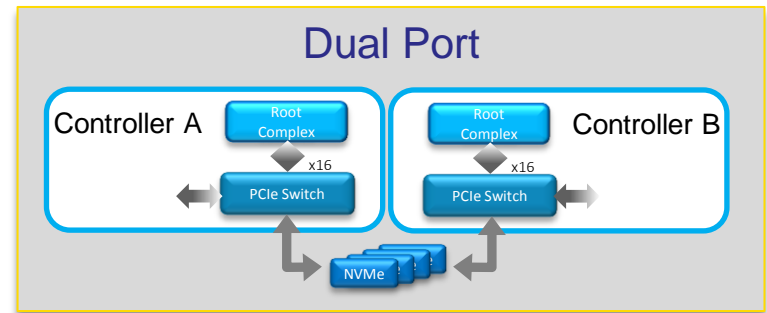 Dual Port
Controller A
Root
Complex
x16
PCIe Switch
Root
Complex
Controller B
x16
PCIe Switch
NVMe